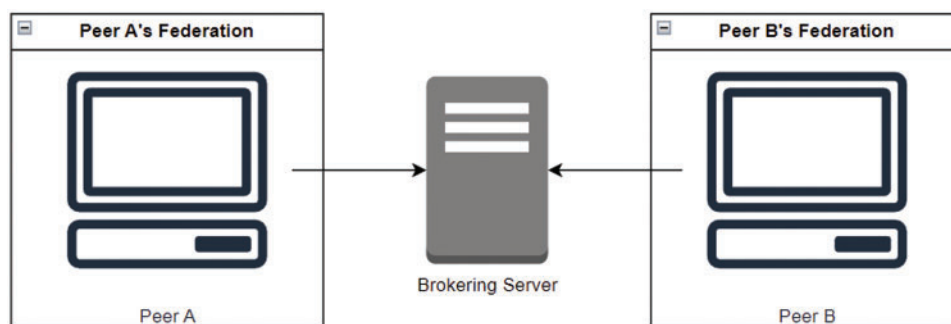 Peer A's Federation
Peer B's Federation
Brokering Server
Peer A
Peer B